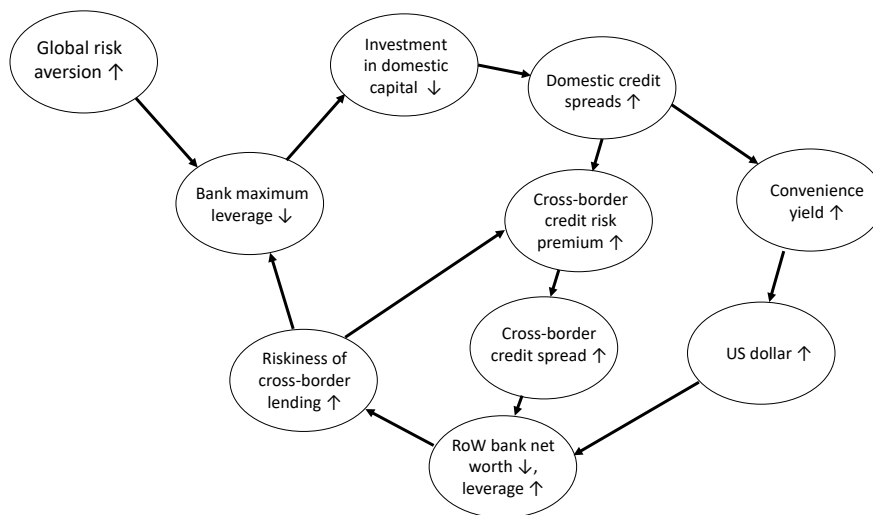 Global risk
aversion ↑
Investment
in domestic
capital ↓
Domestic credit
spreads ↑
Bank maximum
leverage ↓
Cross-border
credit risk
premium ↑
Convenience
yield ↑
Cross-border
credit spread ↑
US dollar ↑
Riskiness of
cross-border
lending ↑
RoW bank net
worth ↓,
leverage ↑